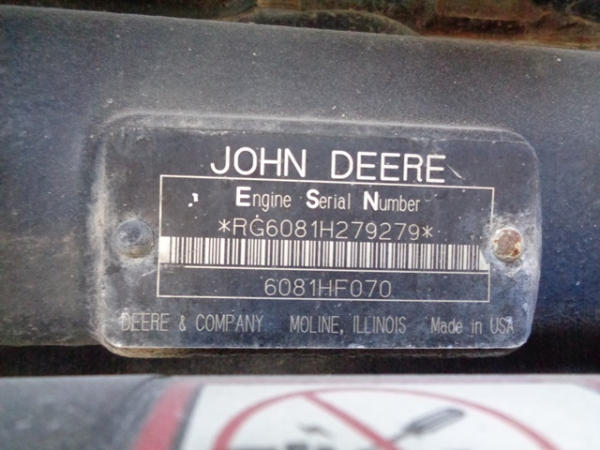 JOHN DEERE
Engine Serial Number
*RG6081H279279*
6081HF070
DEERE & COMPANY MOLINE, ILLINOIS Made in USA